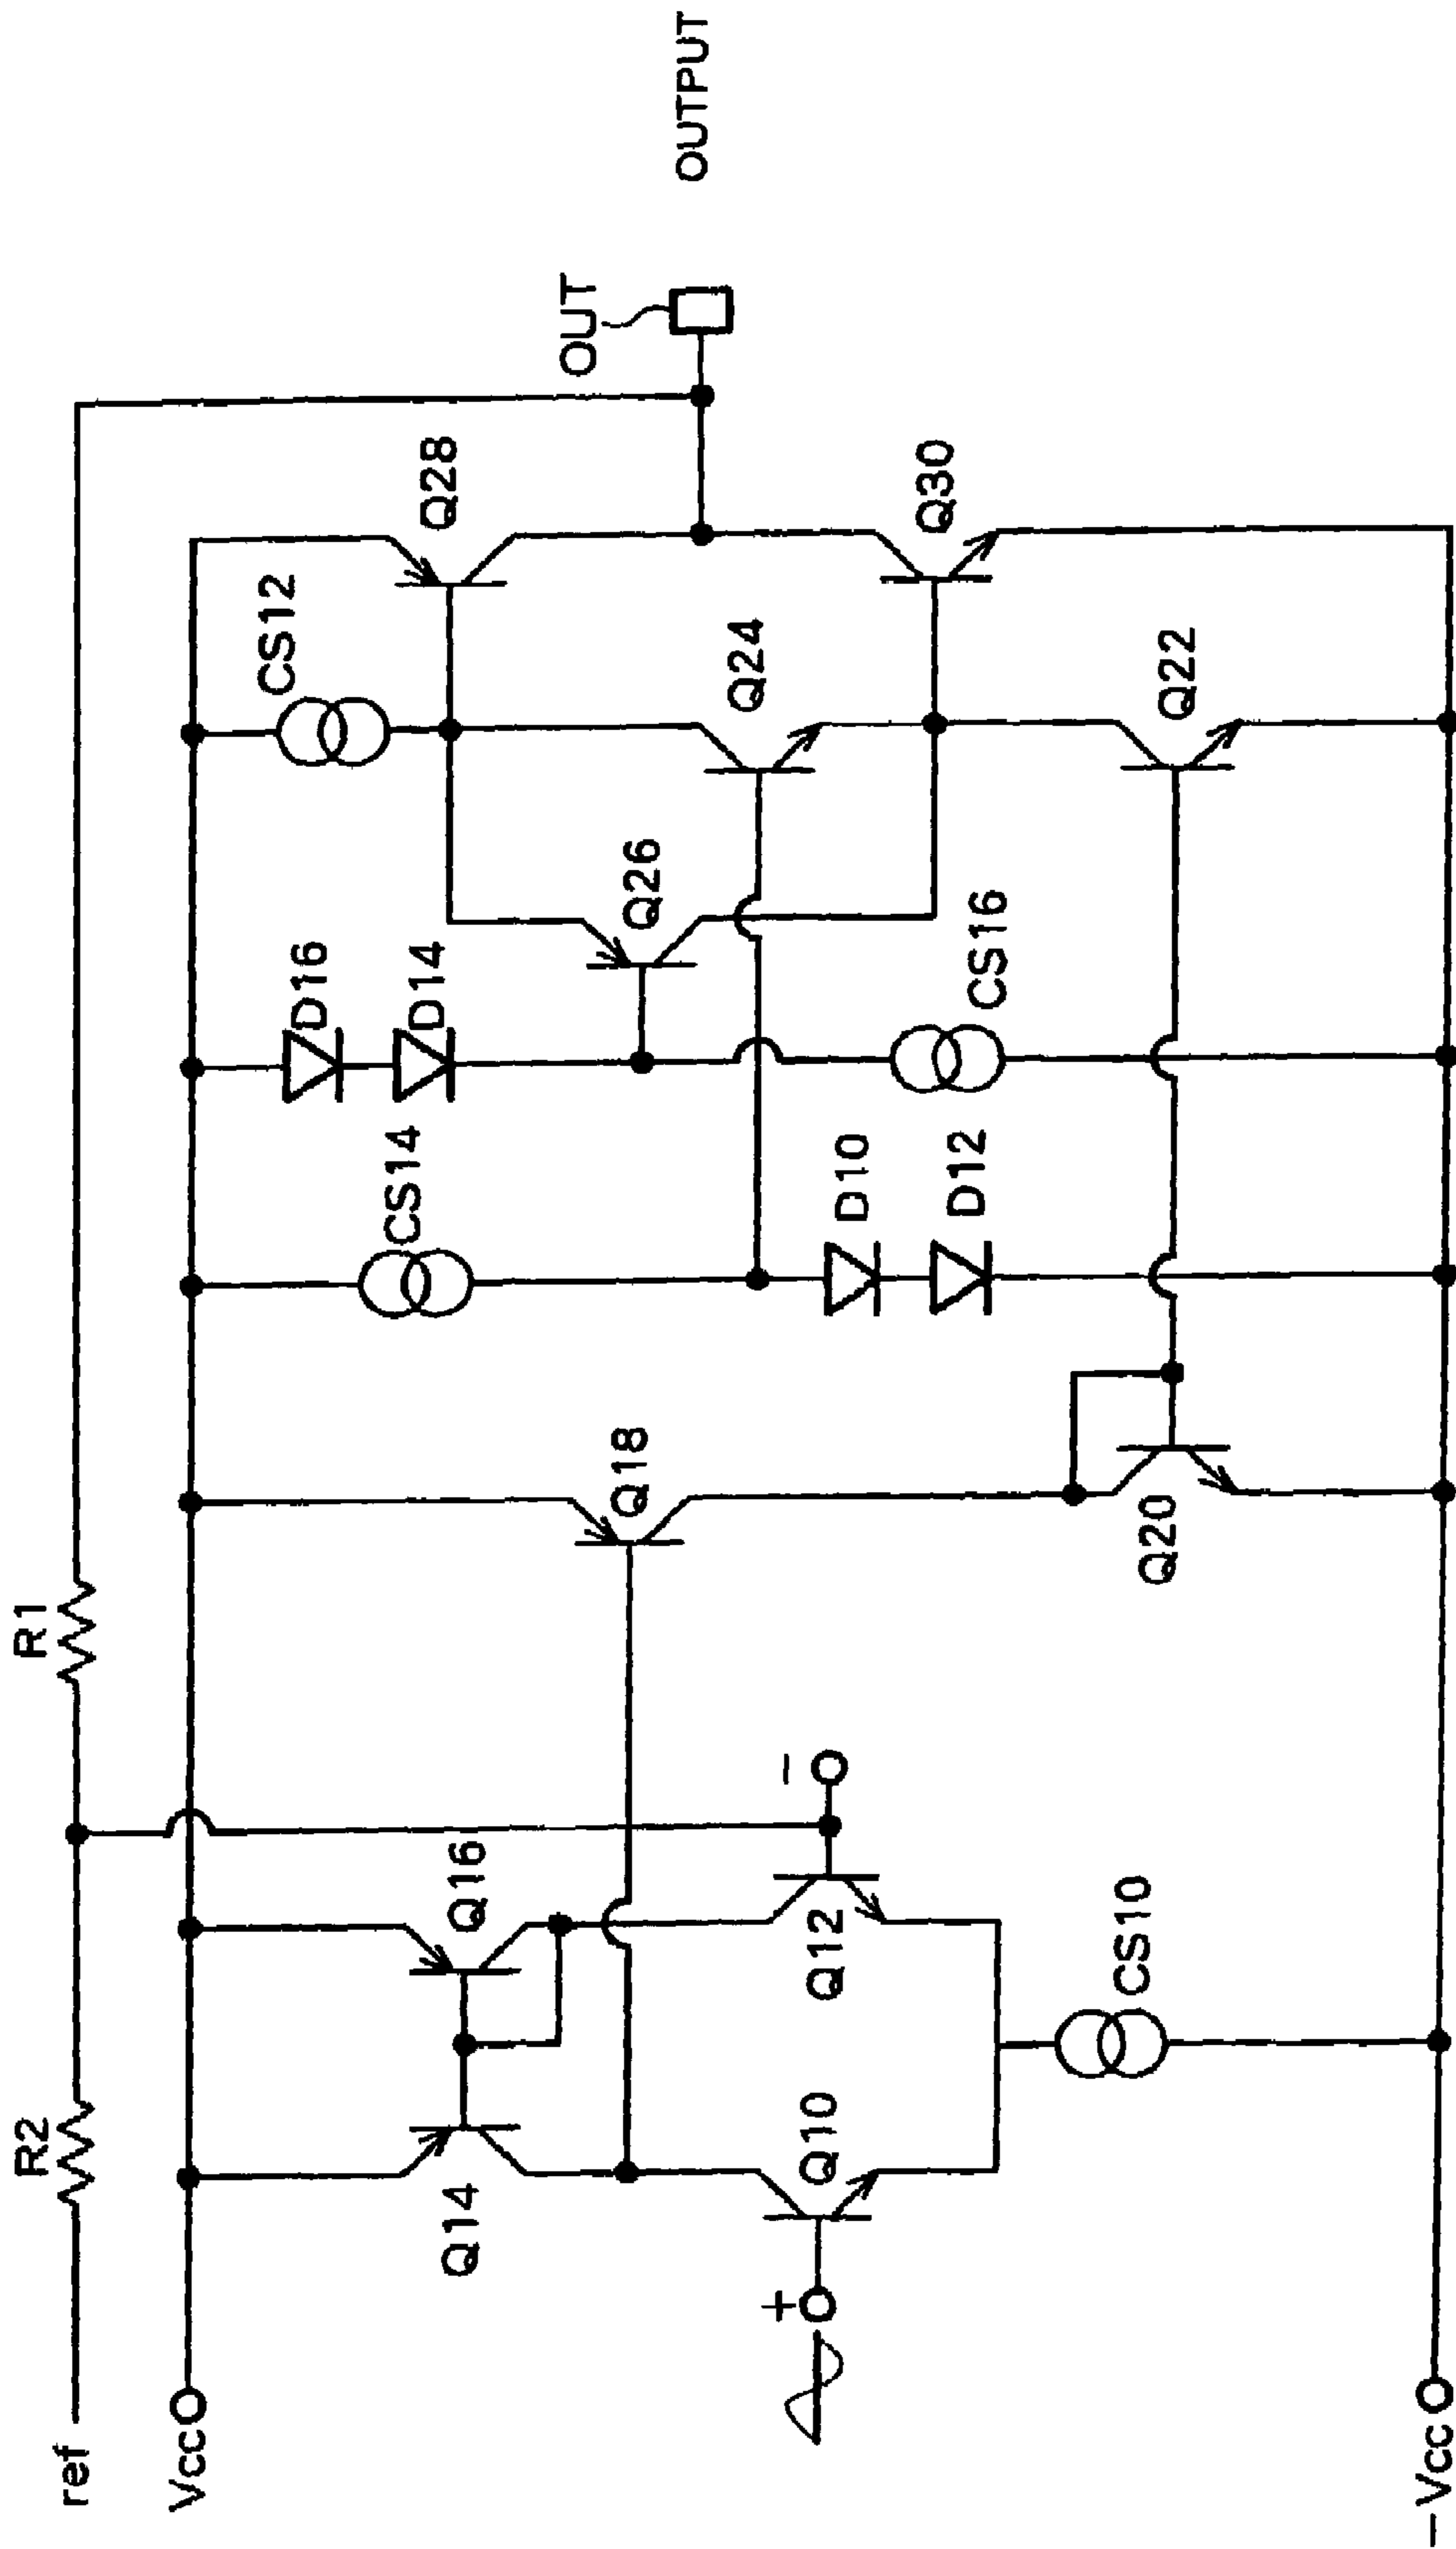 ref
R2
R1
Vcc
Q14
Q16
Q10
Q12
+
−
CS10
Q18
Q20
CS14
D10
D12
D16
D14
CS16
Q26
CS12
Q24
Q22
Q28
Q30
OUT
OUTPUT
−Vcc